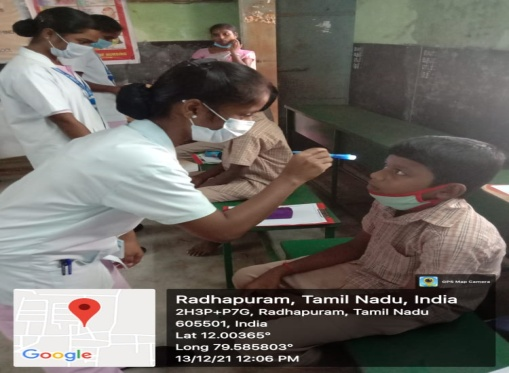 GPS Map Camera
Radhapuram, Tamil Nadu, India
2H3P+P7G, Radhapuram, Tamil Nadu
605501, India
Lat 12.00365°
Long 79.585803°
13/12/21 12:06 PM
Google